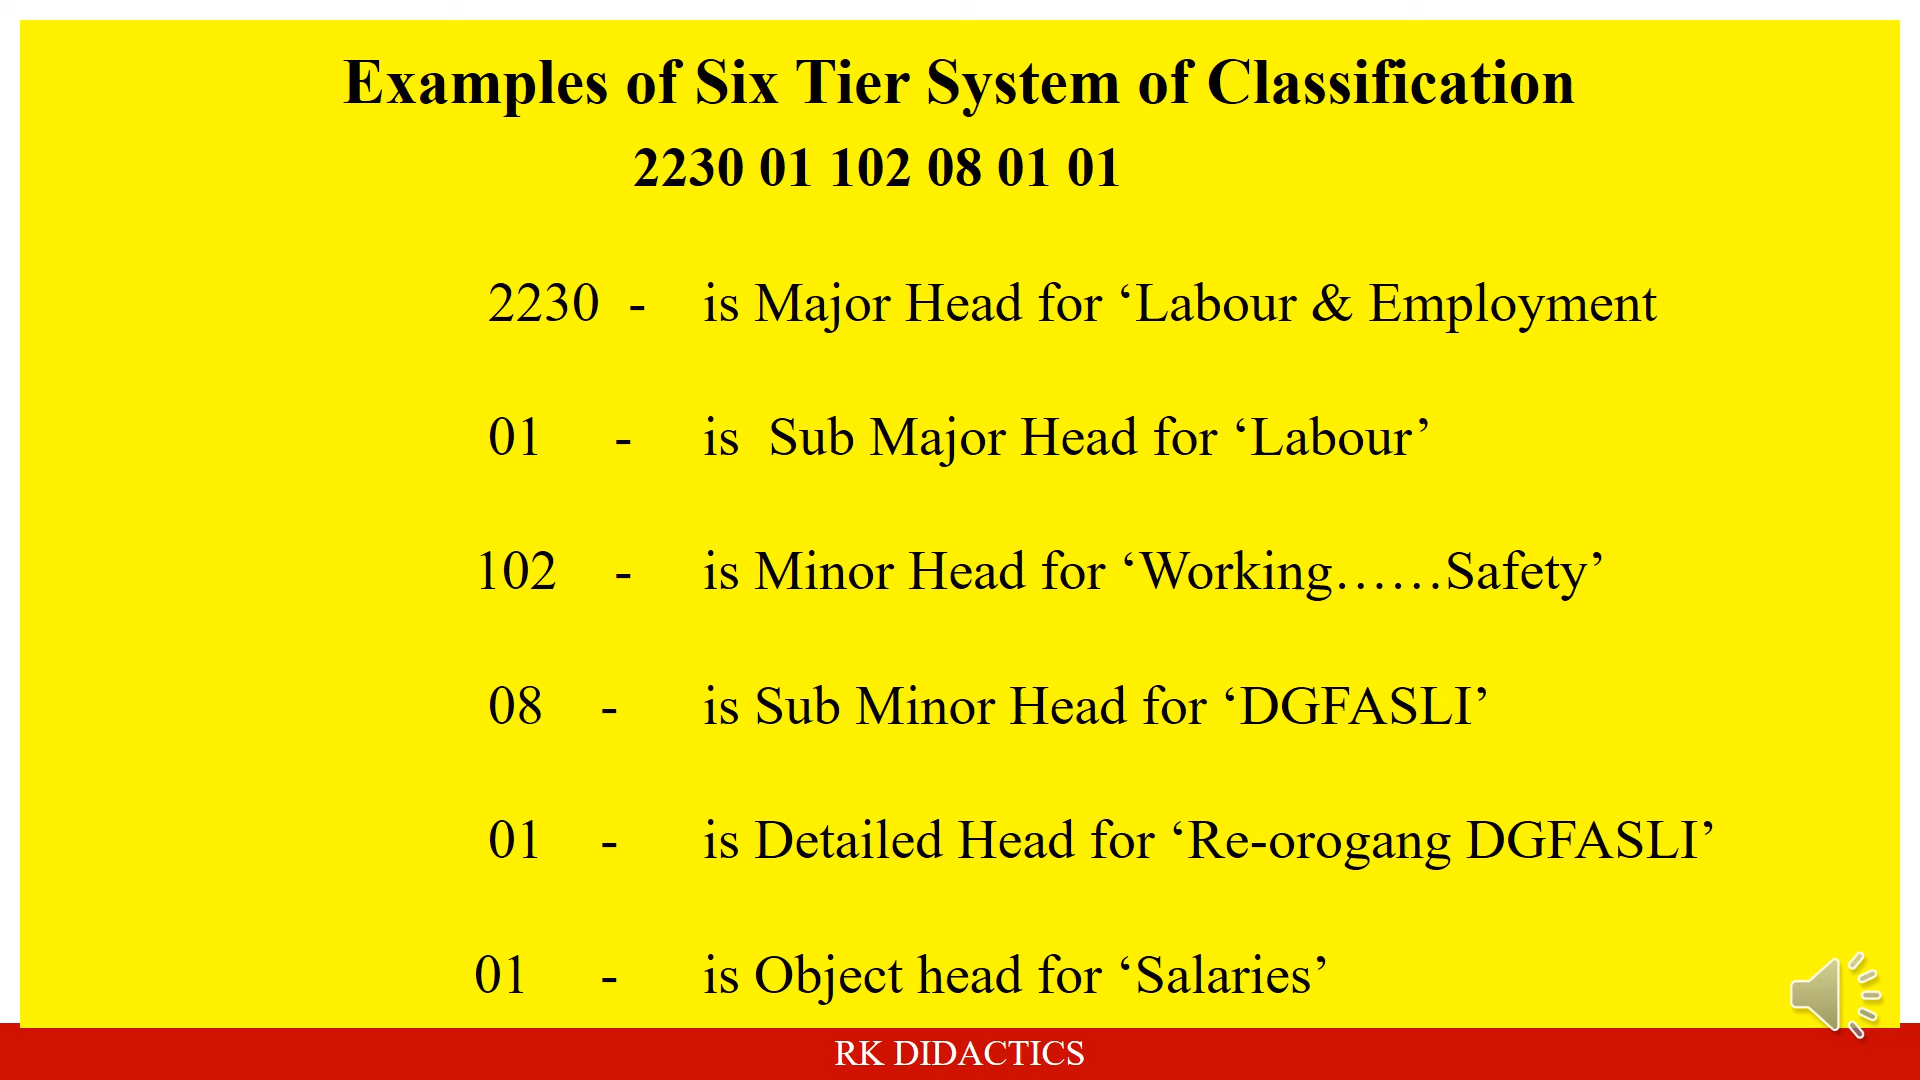 Examples of Six Tier System of Classification
2230 01 102 08 01 01
2230 - is Major Head for ‘Labour & Employment
01 - is Sub Major Head for ‘Labour’
102 - is Minor Head for ‘Working……Safety’
08 - is Sub Minor Head for ‘DGFASLI’
01 - is Detailed Head for ‘Re-orogang DGFASLI’
01 - is Object head for ‘Salaries’
RK DIDACTICS